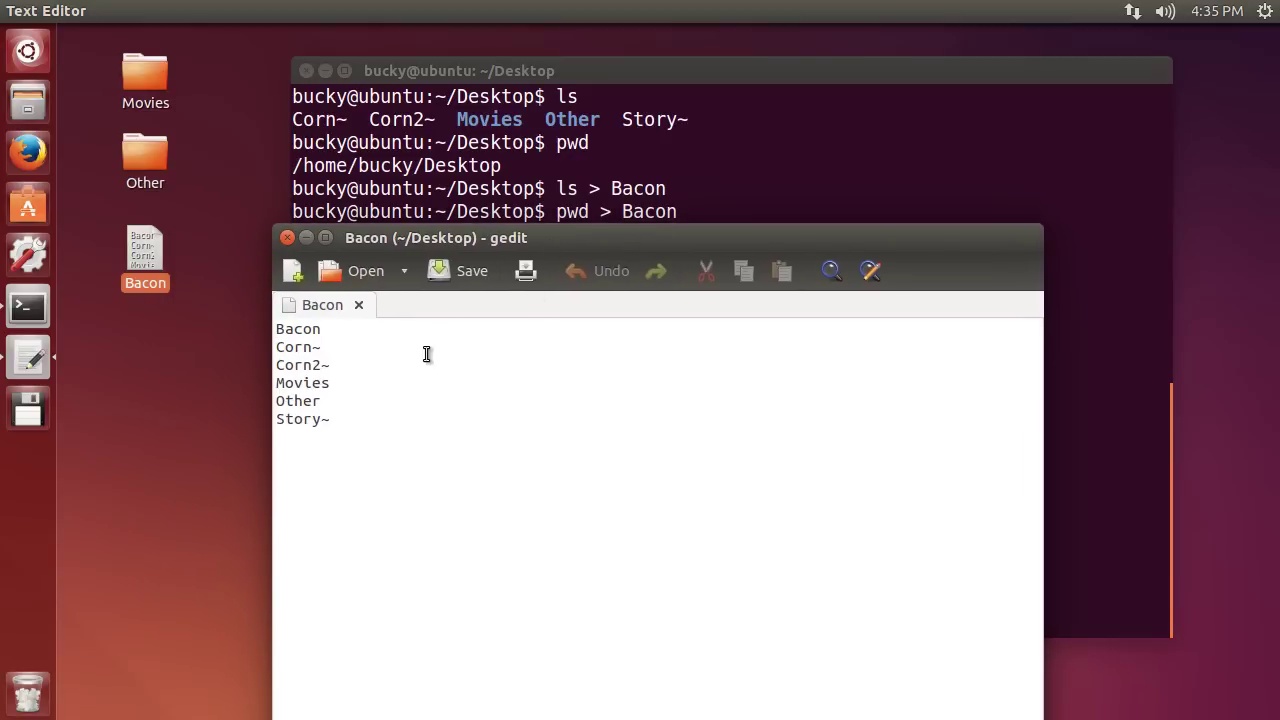 Text Editor
4:35 PM
Movies
Other
Bacon
bucky@ubuntu: ~/Desktop
bucky@ubuntu:~/Desktop$ ls
Corn~ Corn2~ Movies Other Story~
bucky@ubuntu:~/Desktop$ pwd
/home/bucky/Desktop
bucky@ubuntu:~/Desktop$ ls > Bacon
bucky@ubuntu:~/Desktop$ pwd > Bacon
Bacon (~/Desktop) - gedit
Open Save Undo
Bacon
Bacon
Corn~
Corn2~
Movies
Other
Story~